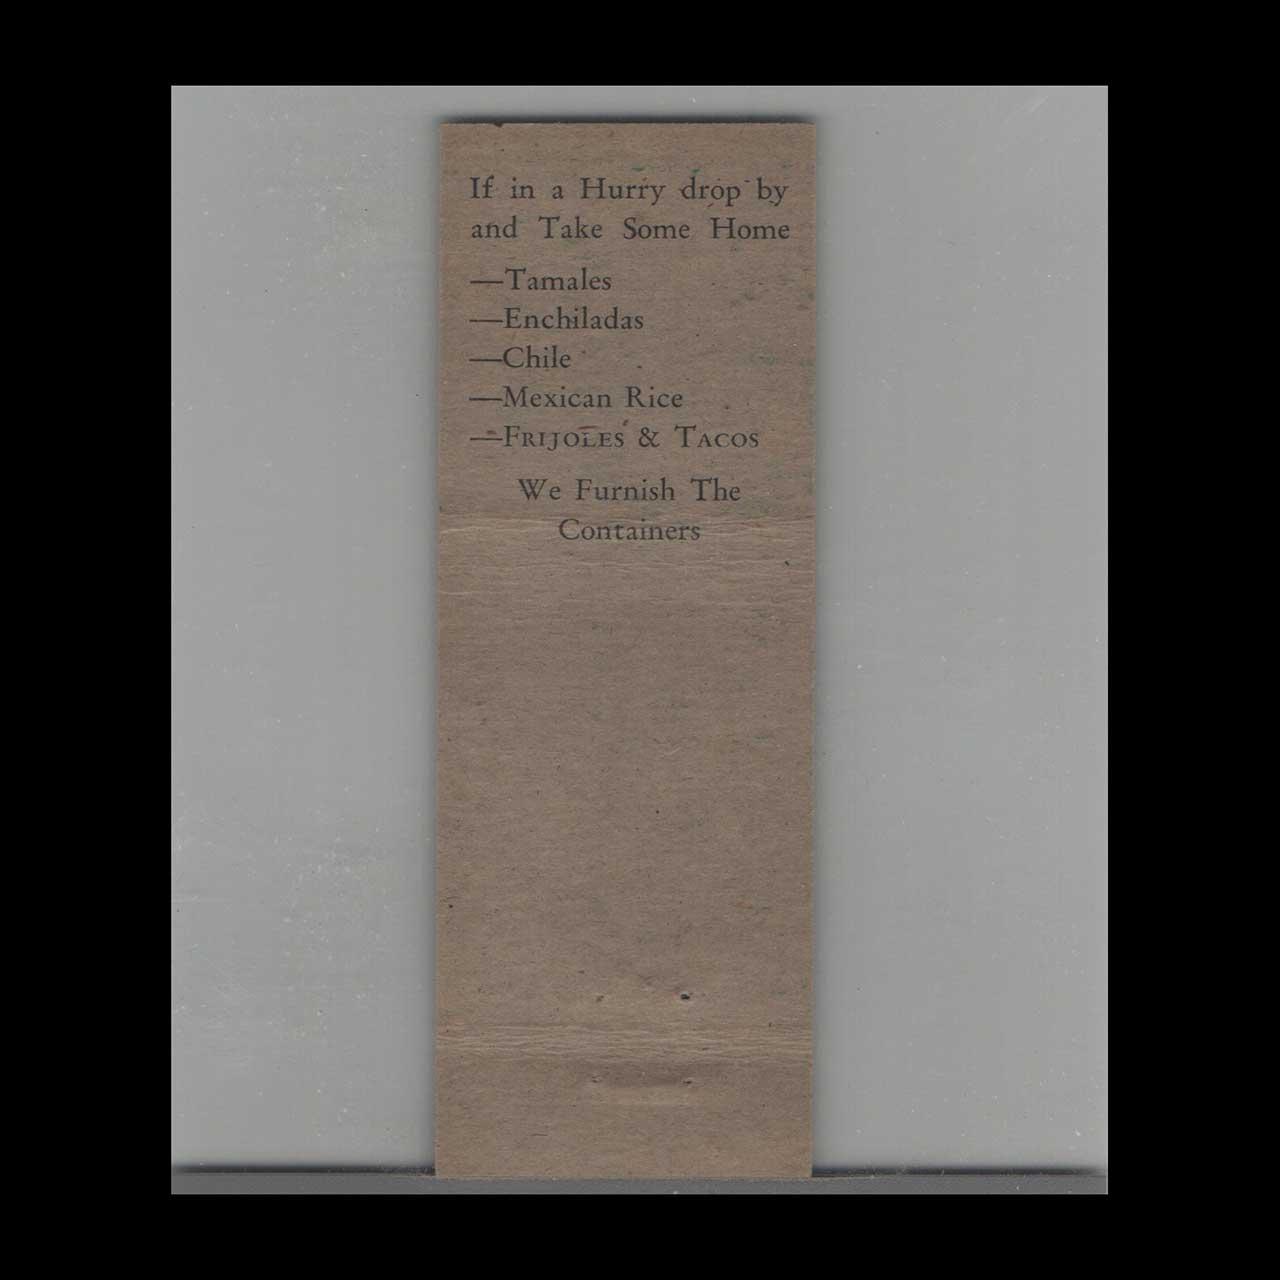 If in a Hurry drop by
and Take Some Home
—Tamales
—Enchiladas
—Chile
—Mexican Rice
—Frijoles & Tacos
We Furnish The
Containers